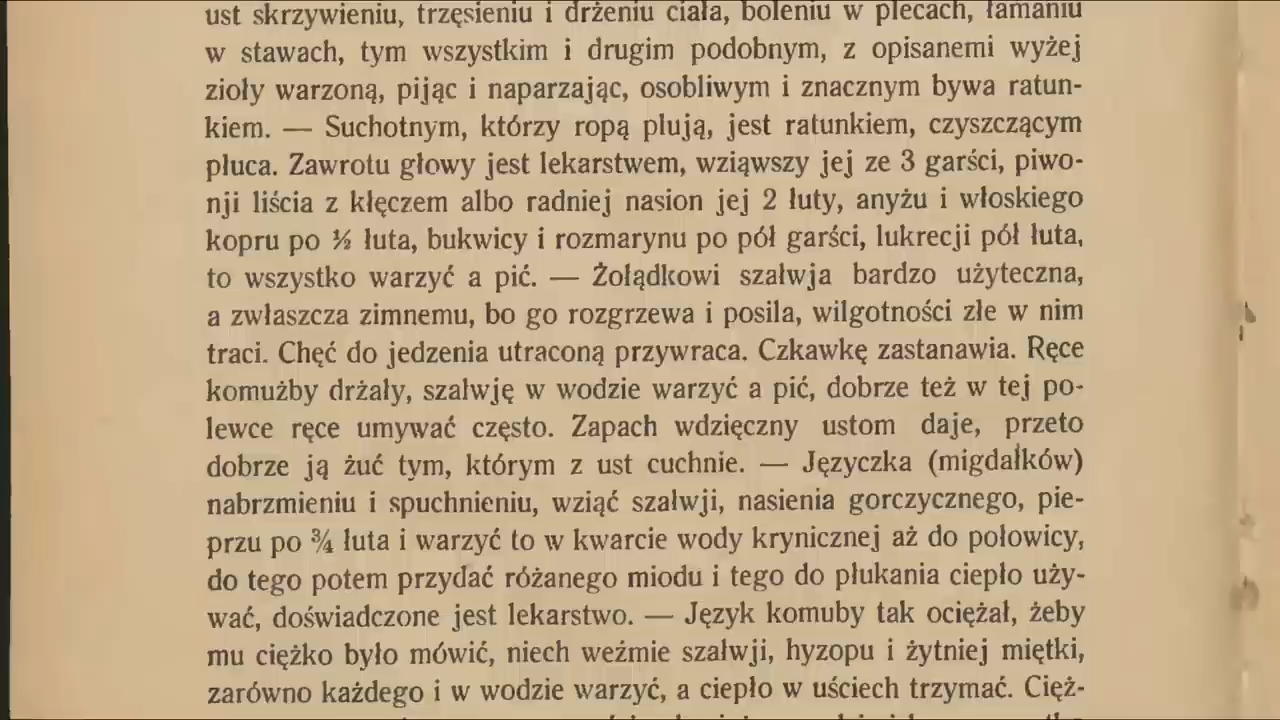 ust skrzywieniu, trzęsieniu i drżeniu ciała, boleniu w plecach, łamaniu
w stawach, tym wszystkim i drugim podobnym, z opisanemi wyżej
zioły warzoną, pijąc i naparzając, osobliwym i znacznym bywa ratun-
kiem. — Suchotnym, którzy ropą plują, jest ratunkiem, czyszczącym
płuca. Zawrotu głowy jest lekarstwem, wziąwszy jej ze 3 garści, piwo-
nji liścia z kłęczem albo radniej nasion jej 2 łuty, anyżu i włoskiego
kopru po ½ łuta, bukwicy i rozmarynu po pół garści, lukrecji pół łuta,
to wszystko warzyć a pić. — Żołądkowi szałwja bardzo użyteczna,
a zwłaszcza zimnemu, bo go rozgrzewa i posila, wilgotności złe w nim
traci. Chęć do jedzenia utraconą przywraca. Czkawkę zastanawia. Ręce
komużby drżały, szałwję w wodzie warzyć a pić, dobrze też w tej po-
lewce ręce umywać często. Zapach wdzięczny ustom daje, przeto
dobrze ją żuć tym, którym z ust cuchnie. — Języczka (migdałków)
nabrzmieniu i spuchnieniu, wziąć szałwji, nasienia gorczycznego, pie-
przu po ¾ łuta i warzyć to w kwarcie wody krynicznej aż do połowicy,
do tego potem przydać różanego miodu i tego do płukania ciepło uży-
wać, doświadczone jest lekarstwo. — Język komuby tak ociężał, żeby
mu ciężko było mówić, niech weźmie szałwji, hyzopu i żytniej miętki,
zarówno każdego i w wodzie warzyć, a ciepło w uściech trzymać. Cięż-